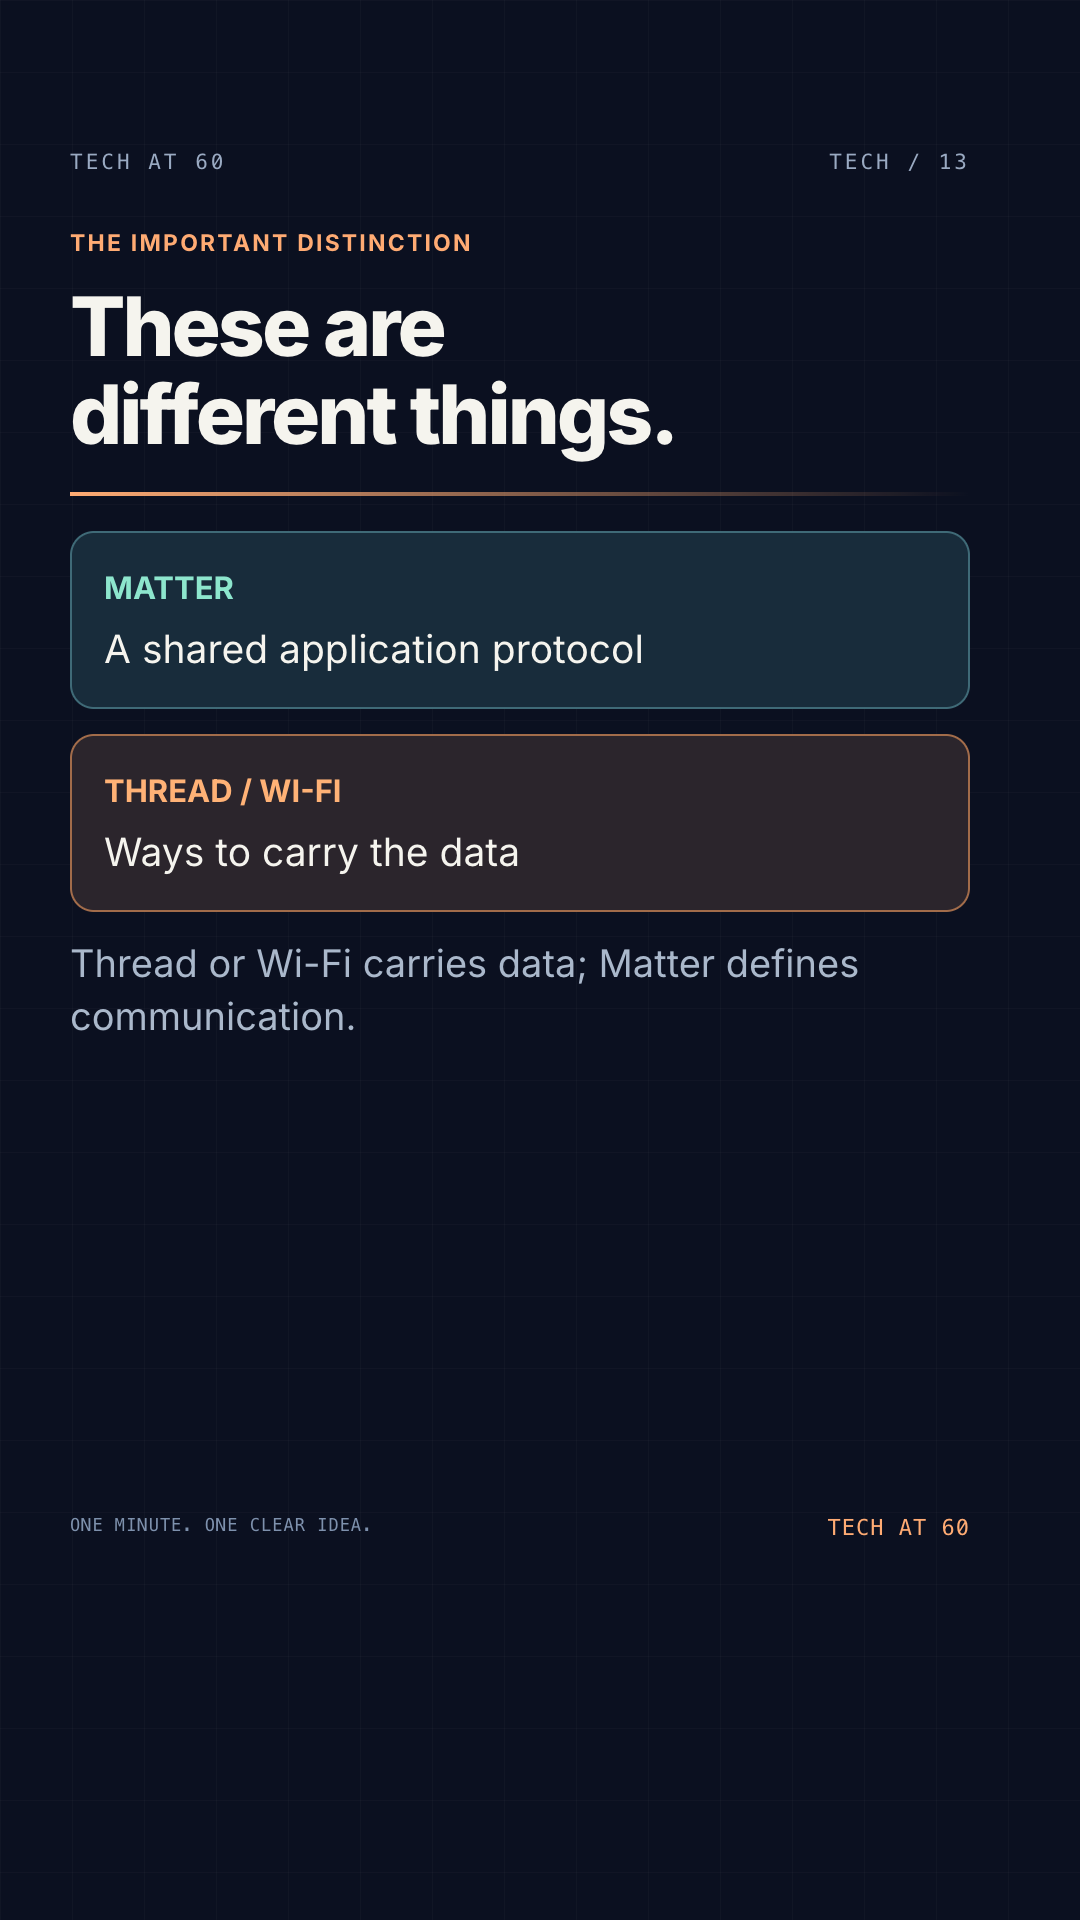 TECH AT 60
TECH / 13
THE IMPORTANT DISTINCTION
These are
different things.
MATTER
A shared application protocol
THREAD / WI-FI
Ways to carry the data
Thread or Wi-Fi carries data; Matter defines
communication.
ONE MINUTE. ONE CLEAR IDEA.
TECH AT 60